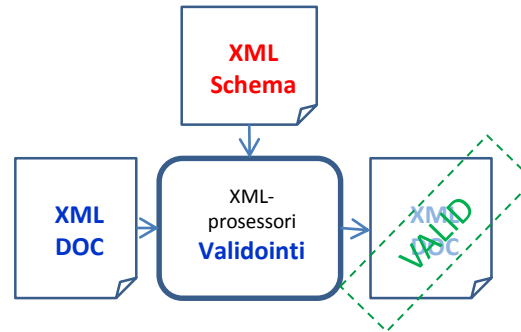 XML
Schema
XML
DOC
XML-
prosessori
Validointi
XML
DOC
VALID